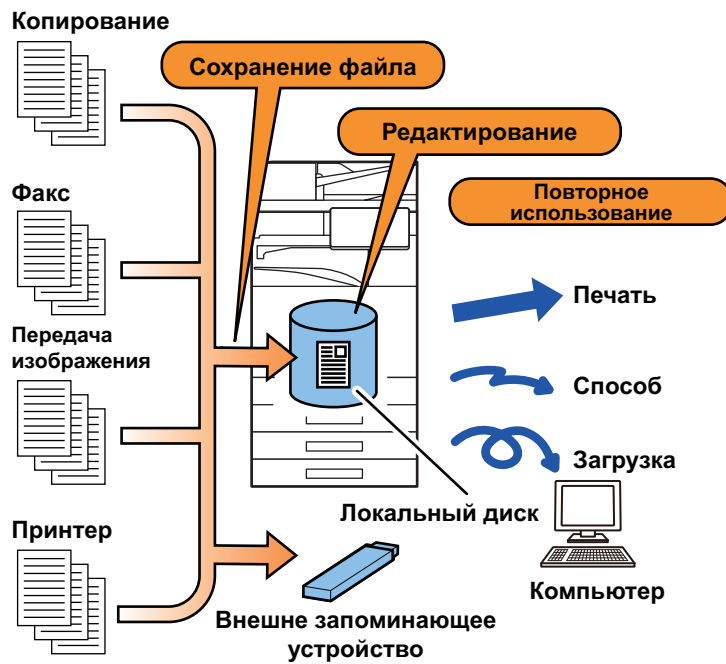 Копирование
Сохранение файла
Редактирование
Факс
Повторное
использование
Печать
Передача
изображения
Способ
Загрузка
Локальный диск
Принтер
Компьютер
Внешне запоминающее
устройство